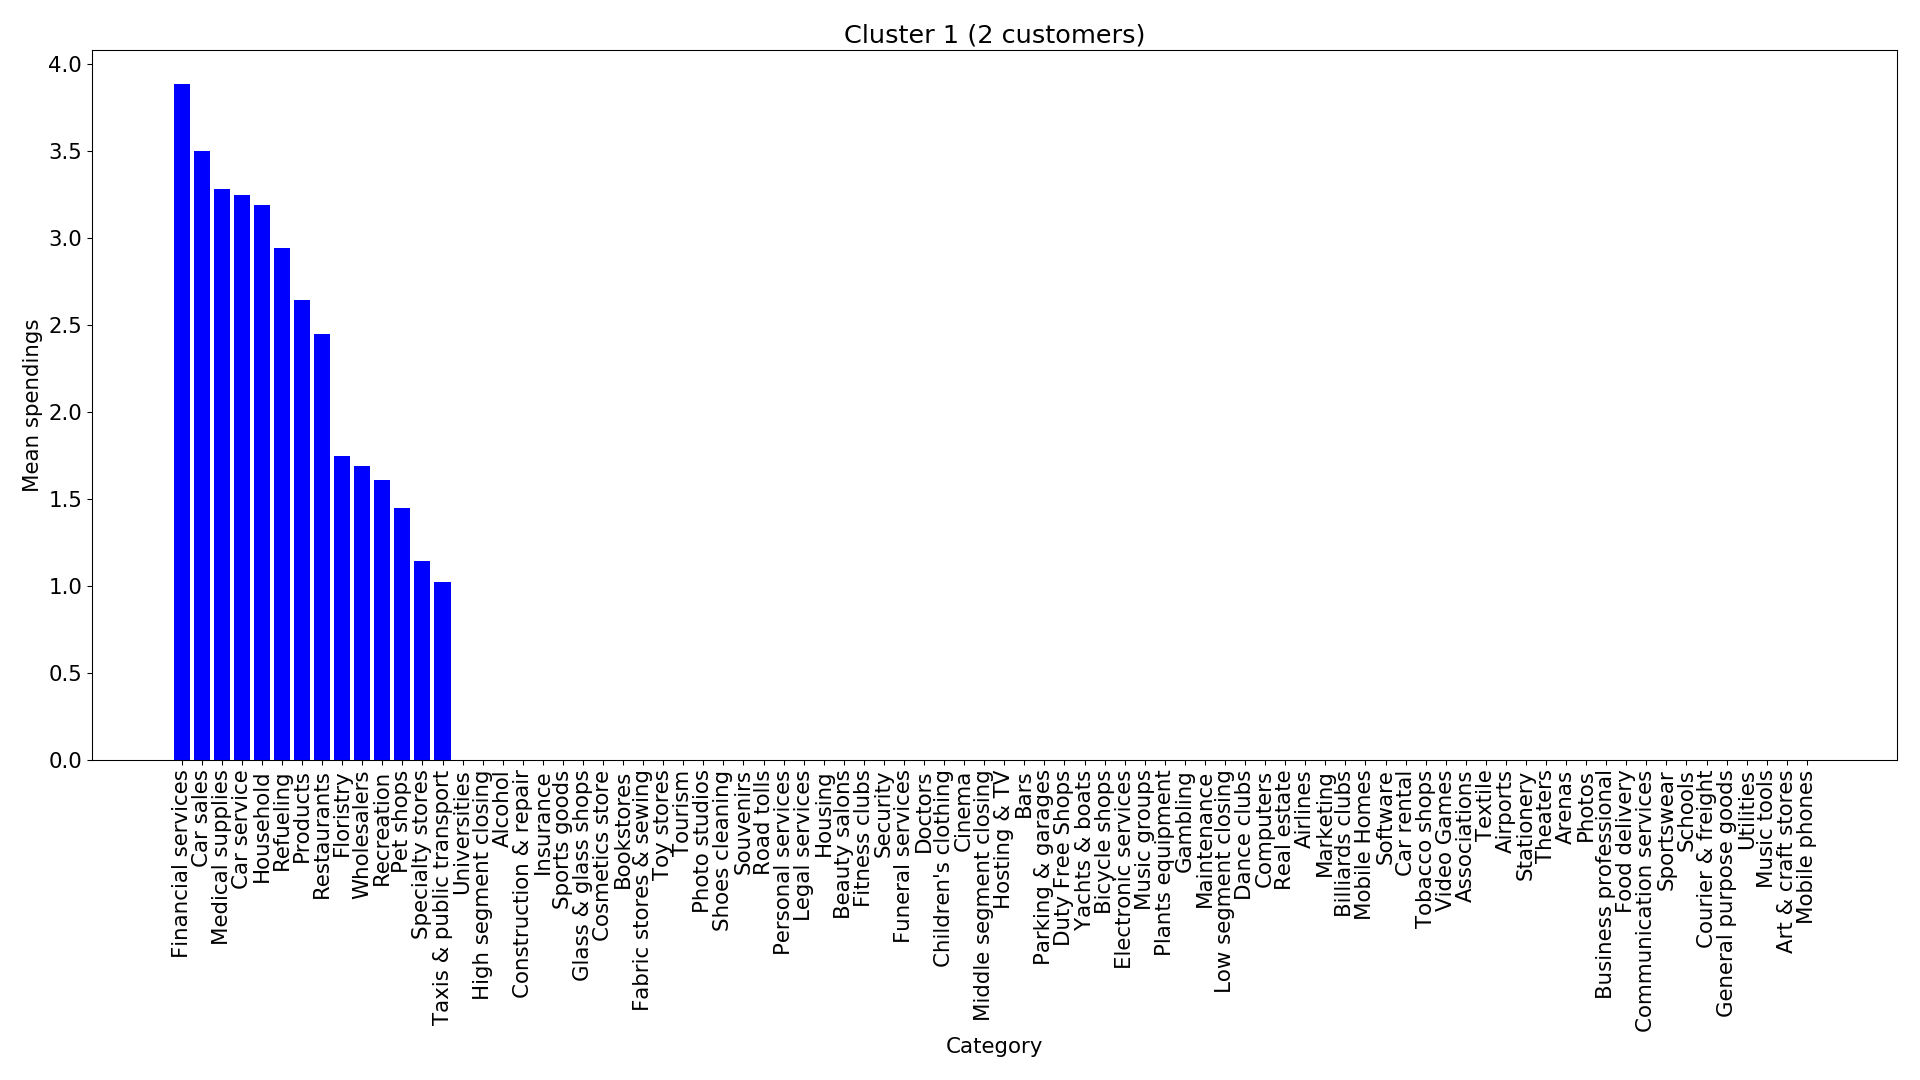 Cluster 1 (2 customers)
Mean spendings
4.0
3.5
3.0
2.5
2.0
1.5
1.0
0.5
0.0
Financial services
Car sales
Medical supplies
Car service
Household
Refueling
Products
Restaurants
Floristry
Wholesalers
Recreation
Pet shops
Specialty stores
Taxis & public transport
Universities
High segment closing
Alcohol
Construction & repair
Insurance
Sports goods
Glass & glass shops
Cosmetics store
Bookstores
Fabric stores & sewing
Toy stores
Tourism
Photo studios
Shoes cleaning
Souvenirs
Road tolls
Personal services
Legal services
Housing
Beauty salons
Fitness clubs
Security
Funeral services
Doctors
Children's clothing
Cinema
Middle segment closing
Hosting & TV
Bars
Parking & garages
Duty Free Shops
Yachts & boats
Bicycle shops
Electronic services
Music groups
Plants equipment
Gambling
Maintenance
Low segment closing
Dance clubs
Computers
Real estate
Airlines
Marketing
Billiards clubs
Mobile Homes
Software
Car rental
Tobacco shops
Video Games
Associations
Textile
Airports
Stationery
Theaters
Arenas
Photos
Business professional
Food delivery
Communication services
Sportswear
Schools
Courier & freight
General purpose goods
Utilities
Music tools
Art & craft stores
Mobile phones
Category